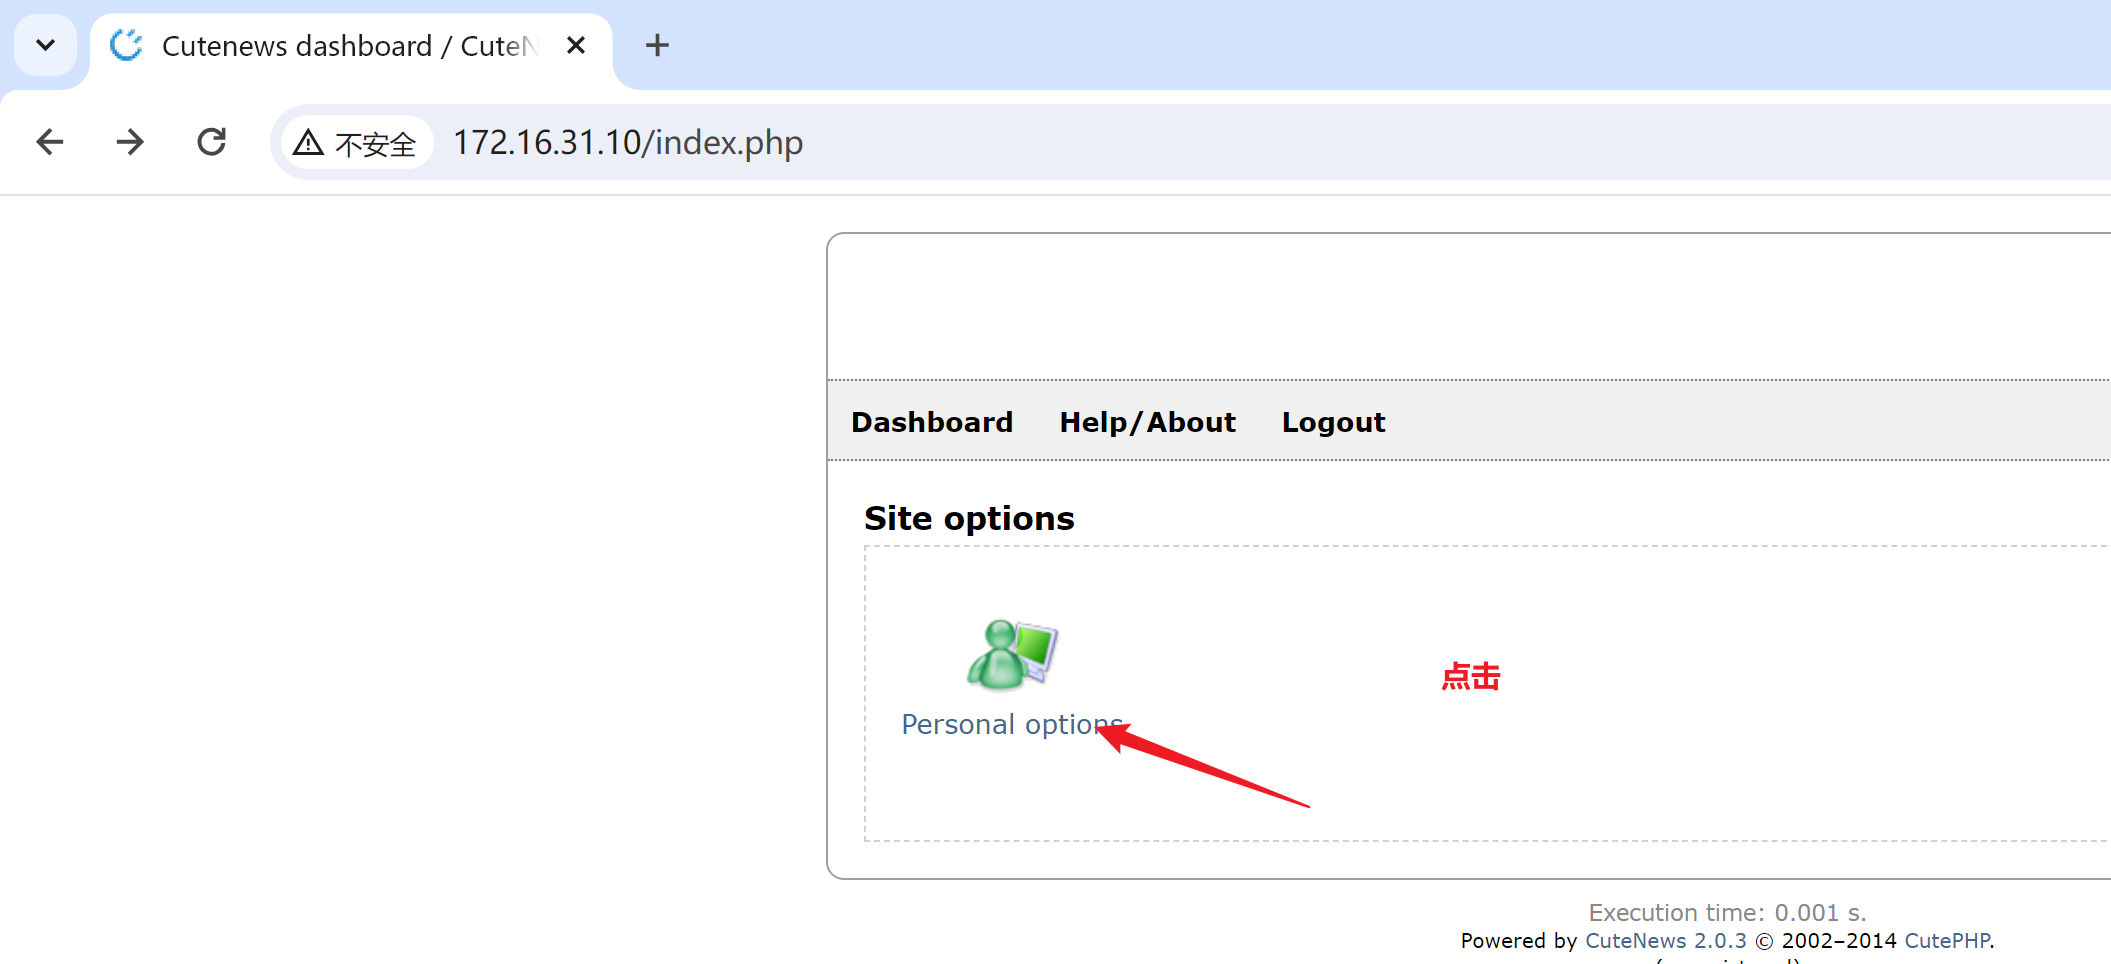 Cutenews dashboard / CuteN
不安全 172.16.31.10/index.php
Dashboard Help/About Logout
Site options
点击
Personal options
Execution time: 0.001 s.
Powered by CuteNews 2.0.3 © 2002–2014 CutePHP.